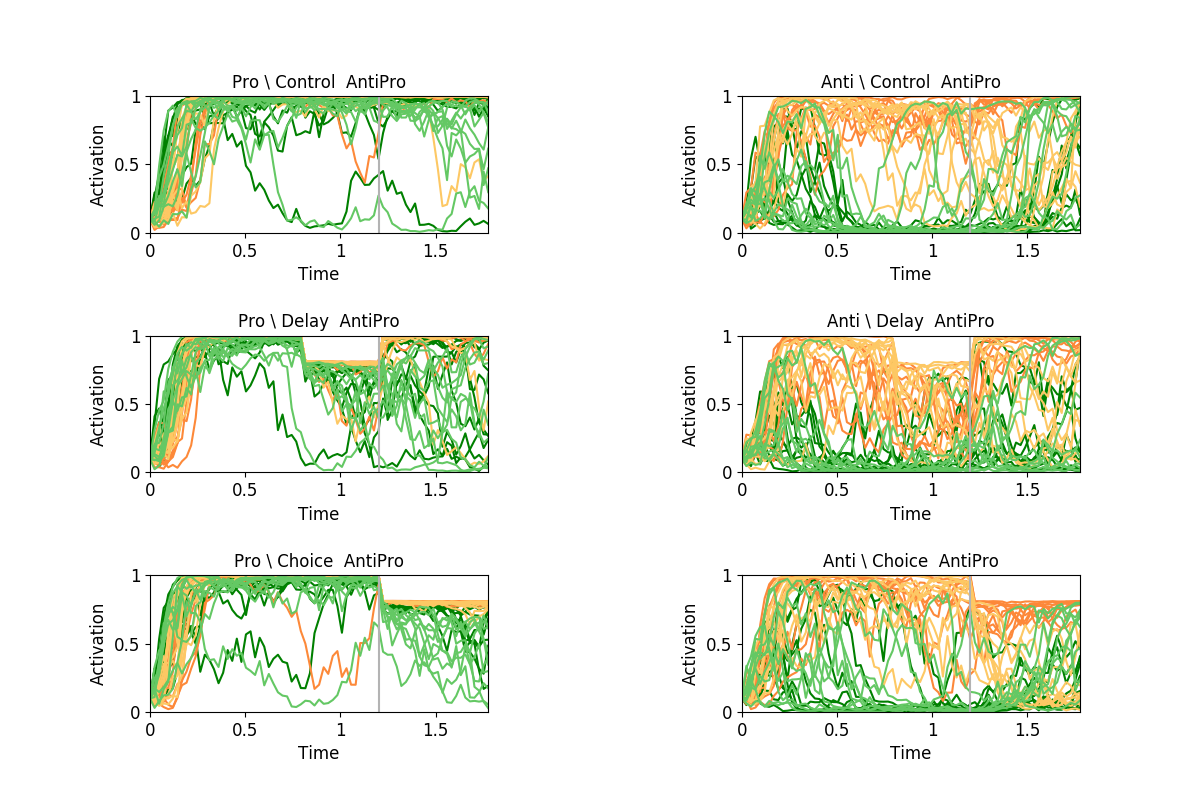 Pro \ Control  AntiPro
Anti \ Control  AntiPro
1
0.5
0
Activation
0
0.5
1
1.5
Time
1
0.5
0
Activation
0
0.5
1
1.5
Time
Pro \ Delay  AntiPro
Anti \ Delay  AntiPro
1
0.5
0
Activation
0
0.5
1
1.5
Time
1
0.5
0
Activation
0
0.5
1
1.5
Time
Pro \ Choice  AntiPro
Anti \ Choice  AntiPro
1
0.5
0
Activation
0
0.5
1
1.5
Time
1
0.5
0
Activation
0
0.5
1
1.5
Time